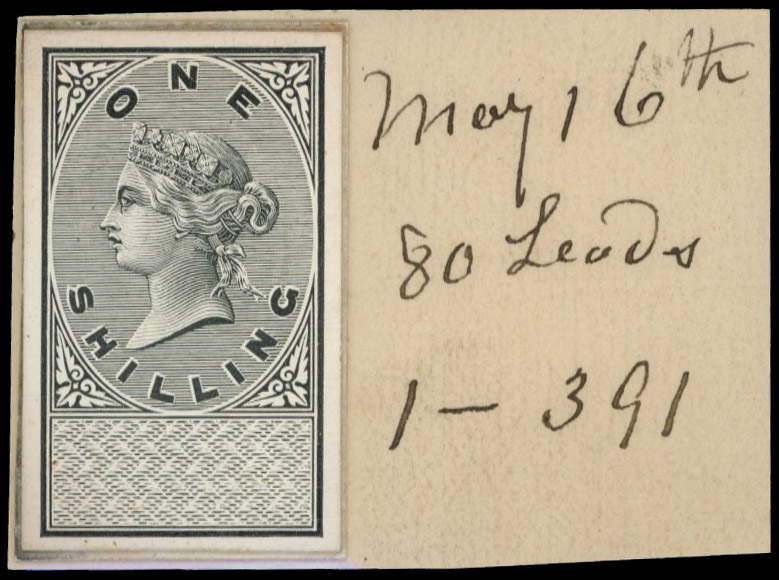 ONE
SHILLING
May 16th
80 Leads
1 — 391